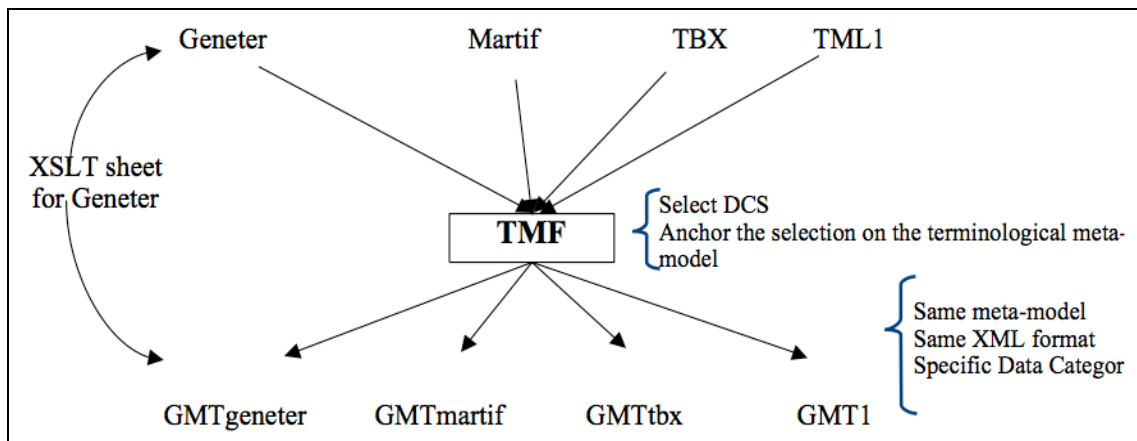 Geneter
Martif
TBX
TML1
XSLT sheet
for Geneter
TMF
Select DCS
Anchor the selection on the terminological meta-
model
Same meta-model
Same XML format
Specific Data Categor
GMTgeneter
GMTmartif
GMTtbx
GMT1